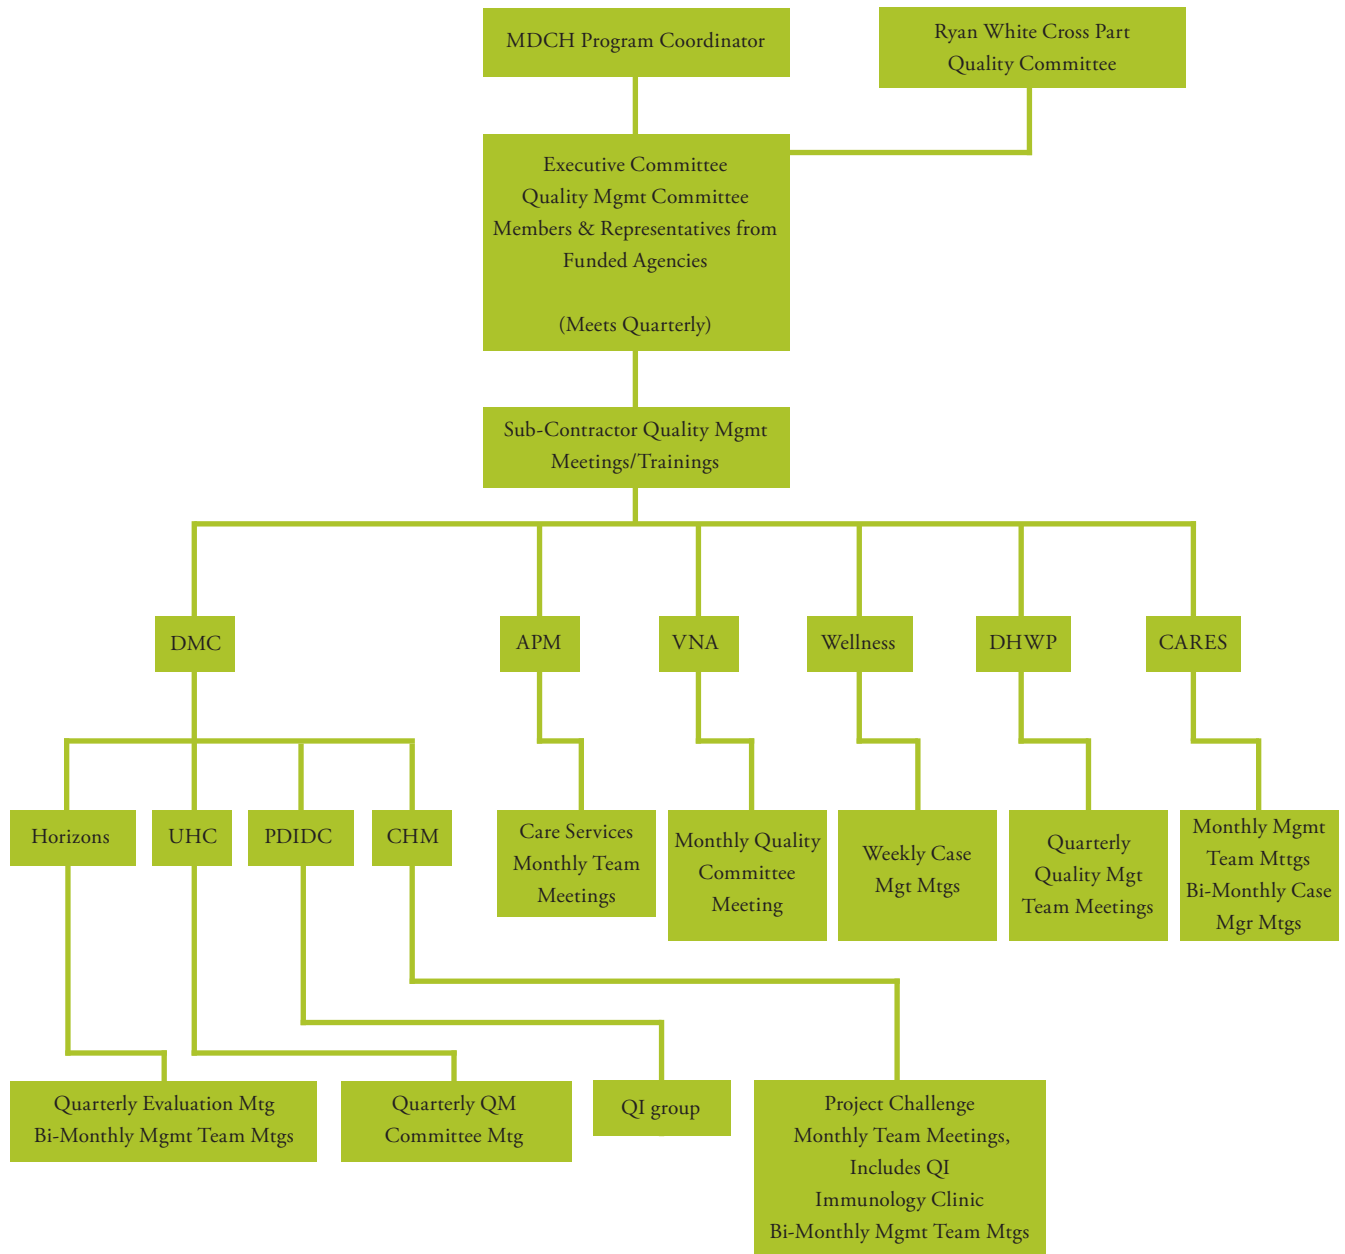 MDCH Program Coordinator
Ryan White Cross Part
Quality Committee
Executive Committee
Quality Mgmt Committee
Members & Representatives from
Funded Agencies
(Meets Quarterly)
Sub-Contractor Quality Mgmt
Meetings/Trainings
DMC
APM
VNA
Wellness
DHWP
CARES
Horizons
UHC
PDIDC
CHM
Care Services
Monthly Team
Meetings
Monthly Quality
Committee
Meeting
Weekly Case
Mgt Mtgs
Quarterly
Quality Mgt
Team Meetings
Monthly Mgmt
Team Mttgs
Bi-Monthly Case
Mgr Mtgs
Quarterly Evaluation Mtg
Bi-Monthly Mgmt Team Mtgs
Quarterly QM
Committee Mtg
QI group
Project Challenge
Monthly Team Meetings,
Includes QI
Immunology Clinic
Bi-Monthly Mgmt Team Mtgs